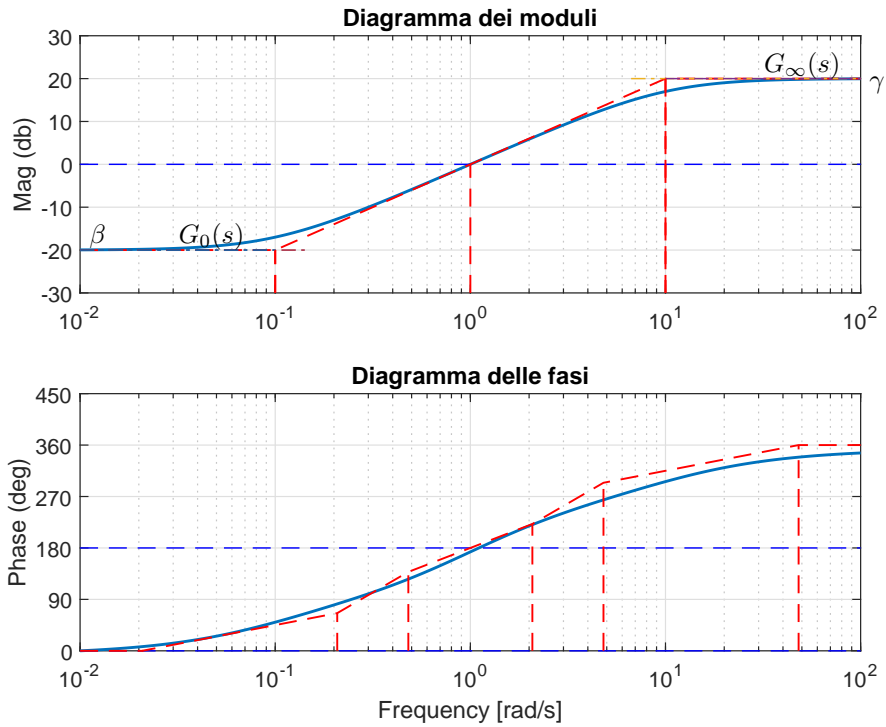 Diagramma dei moduli
Mag (db)
30
20
10
0
-10
-20
-30
G∞(s)
γ
β
G₀(s)
10⁻² 10⁻¹ 10⁰ 10¹ 10²
Diagramma delle fasi
Phase (deg)
450
360
270
180
90
0
10⁻² 10⁻¹ 10⁰ 10¹ 10²
Frequency [rad/s]